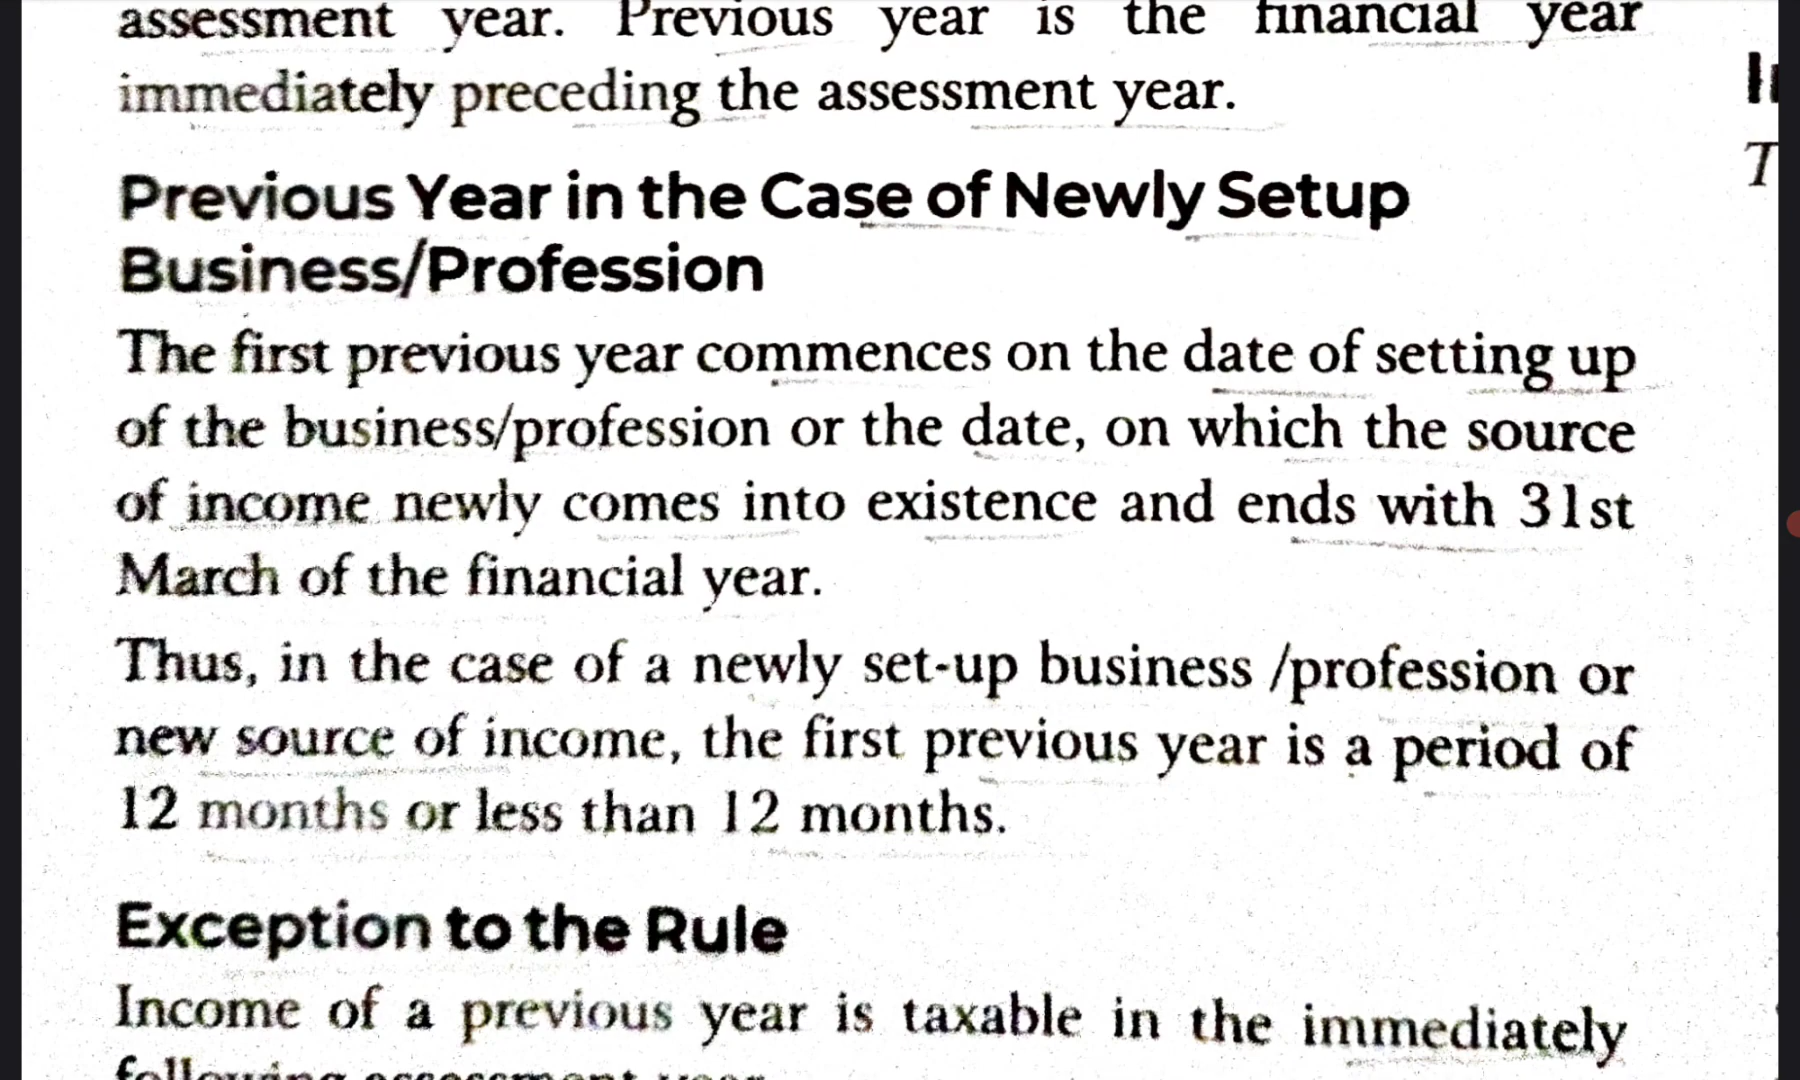 assessment year. Previous year is the financial year
immediately preceding the assessment year.
Previous Year in the Case of Newly Setup
Business/Profession
The first previous year commences on the date of setting up
of the business/profession or the date, on which the source
of income newly comes into existence and ends with 31st
March of the financial year.
Thus, in the case of a newly set-up business /profession or
new source of income, the first previous year is a period of
12 months or less than 12 months.
Exception to the Rule
Income of a previous year is taxable in the immediately
following assessment year
T